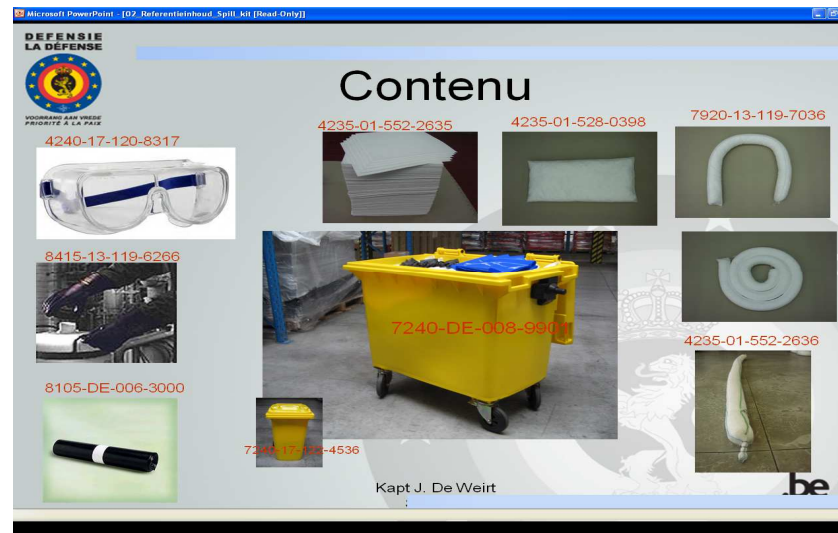 Microsoft PowerPoint - [02_Referentieinhoud_Spill_kit [Read-Only]]
DEFENSIE
LA DÉFENSE
VOORRANG AAN VREDE
PRIORITÉ À LA PAIX
Contenu
4240-17-120-8317
4235-01-552-2635
4235-01-528-0398
7920-13-119-7036
8415-13-119-6266
7240-DE-008-9901
4235-01-552-2636
8105-DE-006-3000
Kapt J. De Weirt
.be